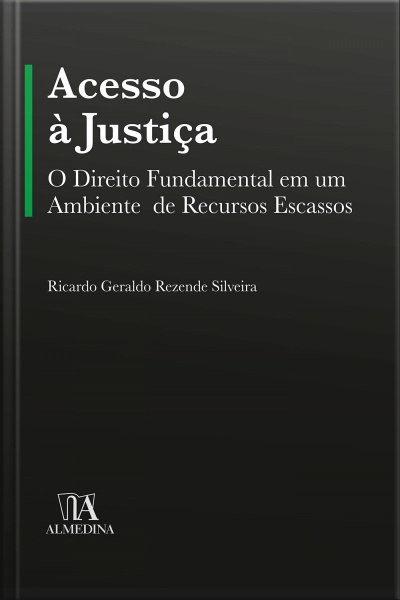 Acesso
à Justiça
O Direito Fundamental em um
Ambiente de Recursos Escassos
Ricardo Geraldo Rezende Silveira
ALMEDINA